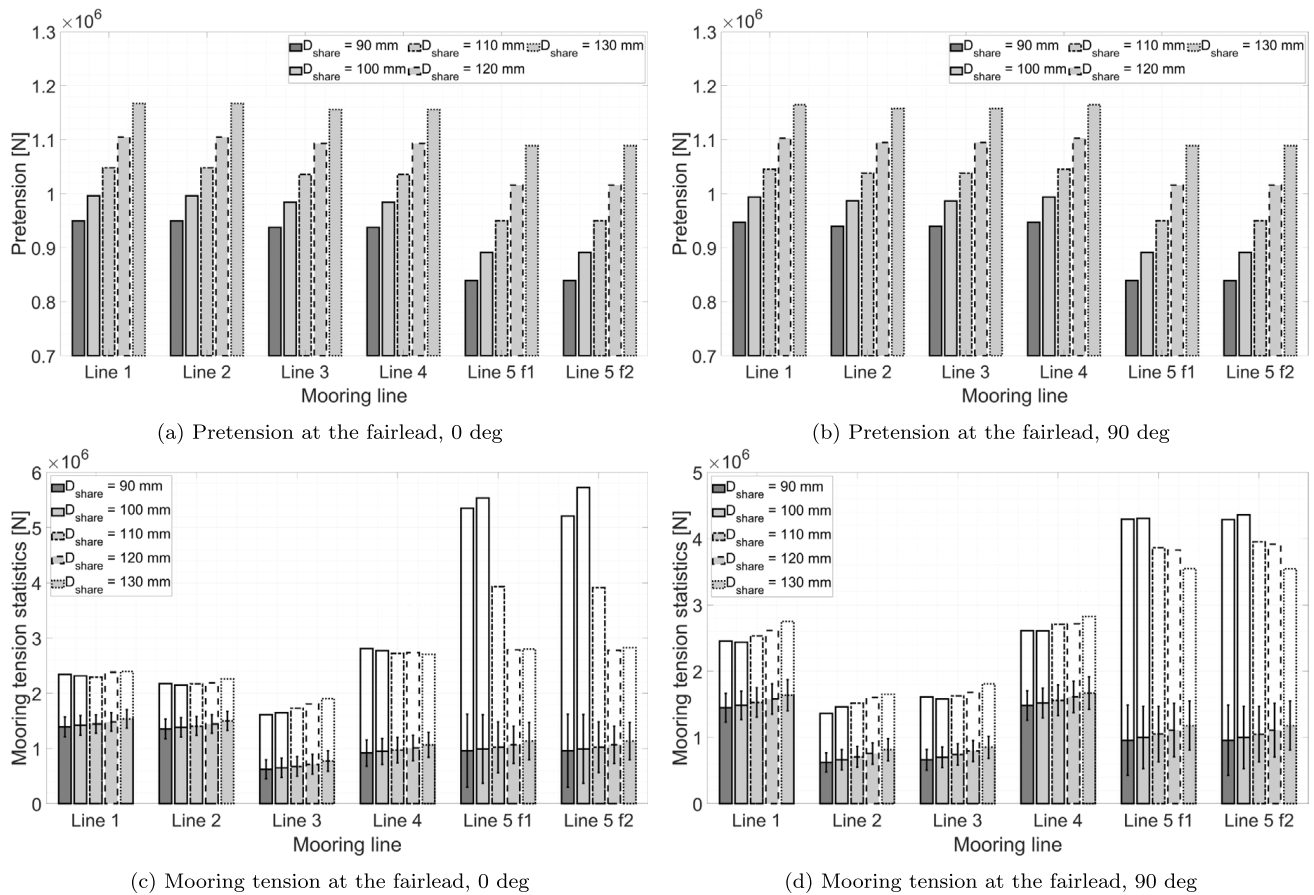 ×10⁶
1.3
1.2
1.1
1
0.9
0.8
0.7
Pretension [N]
D_share = 90 mm
D_share = 110 mm
D_share = 130 mm
D_share = 100 mm
D_share = 120 mm
Line 1 Line 2 Line 3 Line 4 Line 5 f1 Line 5 f2
Mooring line
(a) Pretension at the fairlead, 0 deg
×10⁶
1.3
1.2
1.1
1
0.9
0.8
0.7
Pretension [N]
D_share = 90 mm
D_share = 110 mm
D_share = 130 mm
D_share = 100 mm
D_share = 120 mm
Line 1 Line 2 Line 3 Line 4 Line 5 f1 Line 5 f2
Mooring line
(b) Pretension at the fairlead, 90 deg
×10⁶
6
5
4
3
2
1
0
Mooring tension statistics [N]
D_share = 90 mm
D_share = 100 mm
D_share = 110 mm
D_share = 120 mm
D_share = 130 mm
Line 1 Line 2 Line 3 Line 4 Line 5 f1 Line 5 f2
Mooring line
(c) Mooring tension at the fairlead, 0 deg
×10⁶
5
4
3
2
1
0
Mooring tension statistics [N]
D_share = 90 mm
D_share = 100 mm
D_share = 110 mm
D_share = 120 mm
D_share = 130 mm
Line 1 Line 2 Line 3 Line 4 Line 5 f1 Line 5 f2
Mooring line
(d) Mooring tension at the fairlead, 90 deg